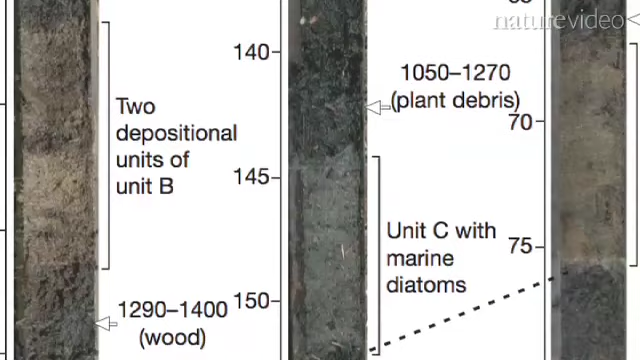 naturevideo
140
1050–1270
(plant debris)
Two
depositional
units of
unit B
70
145
Unit C with
marine
diatoms
75
1290–1400
(wood)
150